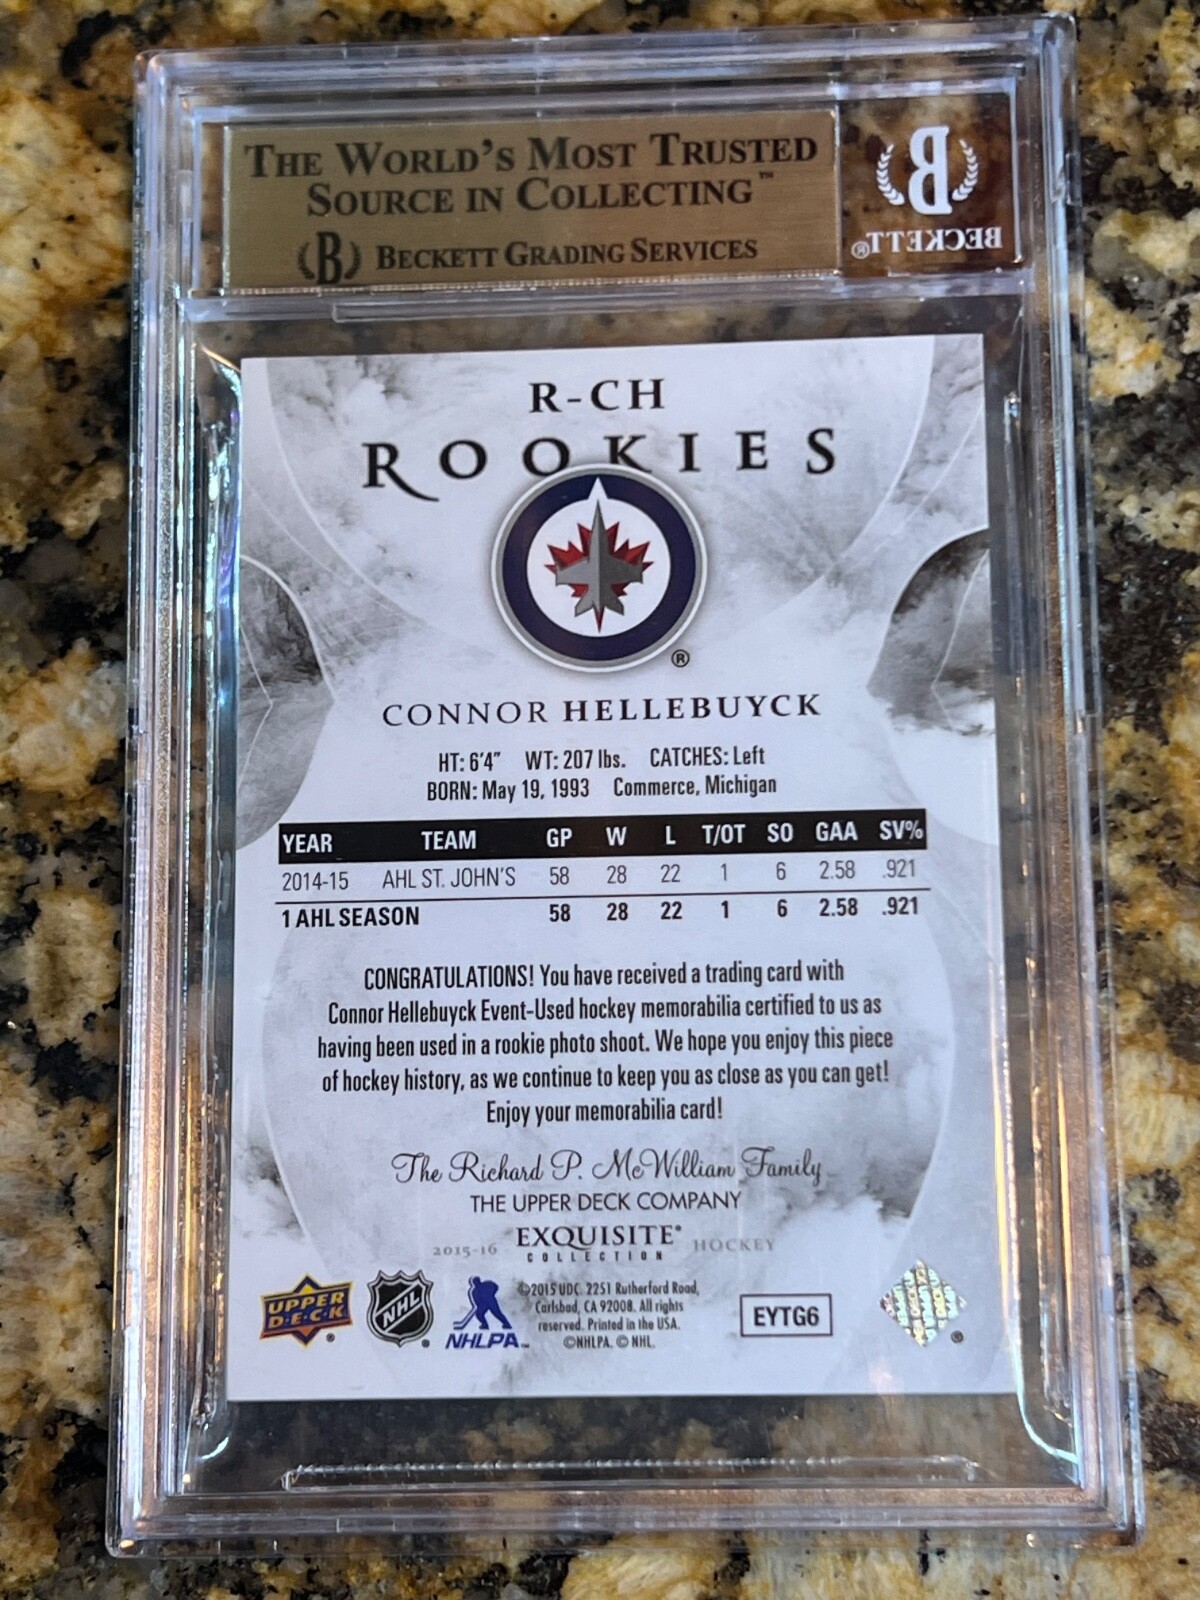 THE WORLD'S MOST TRUSTED
SOURCE IN COLLECTING™
B BECKETT GRADING SERVICES
B
BECKETT®
R-CH
ROOKIES
®
CONNOR HELLEBUYCK
HT: 6'4" WT: 207 lbs. CATCHES: Left
BORN: May 19, 1993 Commerce, Michigan
YEAR TEAM GP W L T/OT SO GAA SV%
2014-15 AHL ST. JOHN'S 58 28 22 1 6 2.58 .921
1 AHL SEASON 58 28 22 1 6 2.58 .921
CONGRATULATIONS! You have received a trading card with
Connor Hellebuyck Event-Used hockey memorabilia certified to us as
having been used in a rookie photo shoot. We hope you enjoy this piece
of hockey history, as we continue to keep you as close as you can get!
Enjoy your memorabilia card!
The Richard P. McWilliam Family
THE UPPER DECK COMPANY
2015-16 EXQUISITE® HOCKEY
COLLECTION
UPPER
DECK®
NHL®
NHLPA™
©2015 UDC. 2251 Rutherford Road,
Carlsbad, CA 92008. All rights
reserved. Printed in the USA.
©NHLPA. © NHL.
EYTG6
®